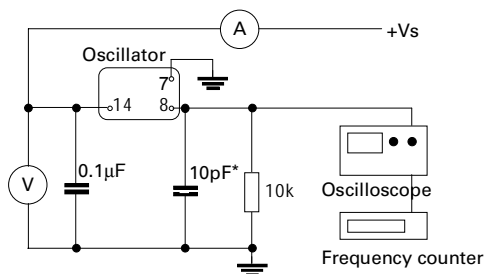 A
+Vs
Oscillator
7
14
8
V
0.1µF
10pF*
10k
Oscilloscope
Frequency counter